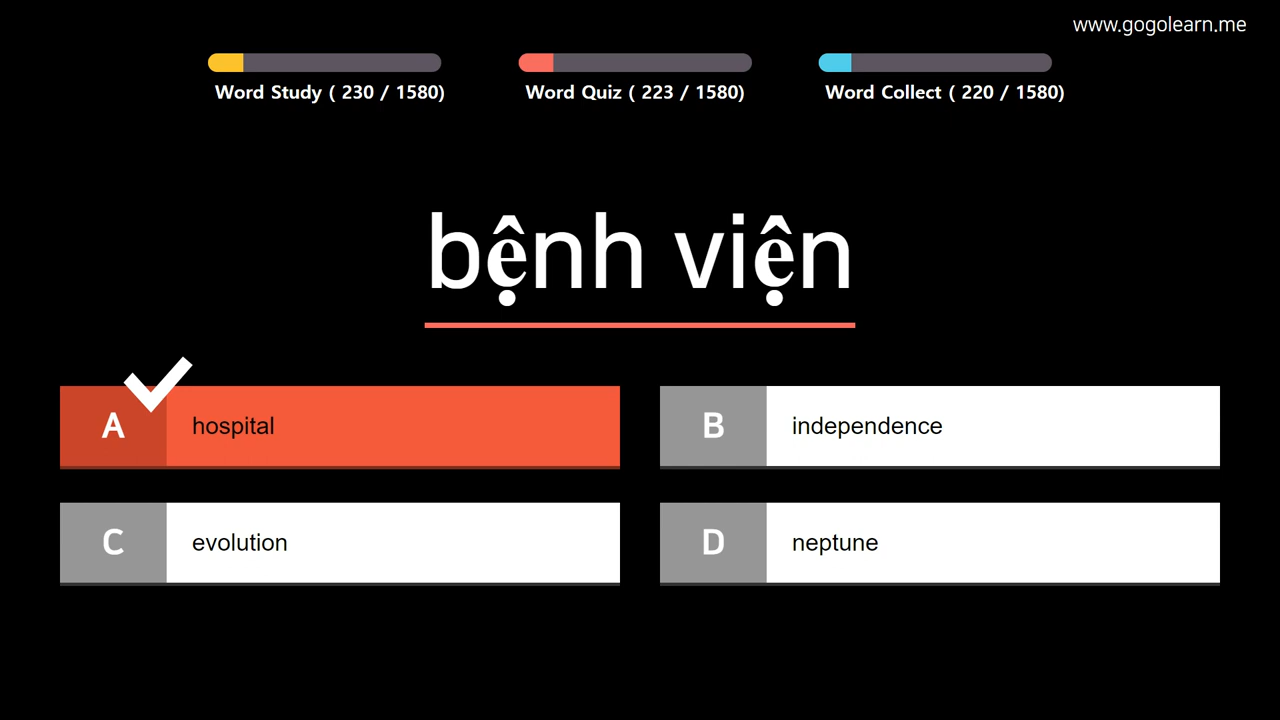 www.gogolearn.me
Word Study ( 230 / 1580)
Word Quiz ( 223 / 1580)
Word Collect ( 220 / 1580)
bệnh viện
A hospital
B independence
C evolution
D neptune